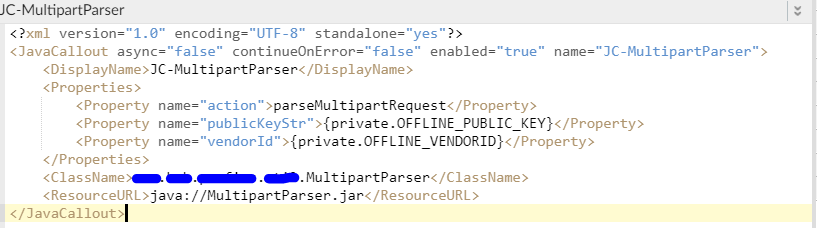 JC-MultipartParser
<?xml version="1.0" encoding="UTF-8" standalone="yes"?>
<JavaCallout async="false" continueOnError="false" enabled="true" name="JC-MultipartParser">
<DisplayName>JC-MultipartParser</DisplayName>
<Properties>
<Property name="action">parseMultipartRequest</Property>
<Property name="publicKeyStr">{private.OFFLINE_PUBLIC_KEY}</Property>
<Property name="vendorId">{private.OFFLINE_VENDORID}</Property>
</Properties>
<ClassName>. . . .MultipartParser</ClassName>
<ResourceURL>java://MultipartParser.jar</ResourceURL>
</JavaCallout>